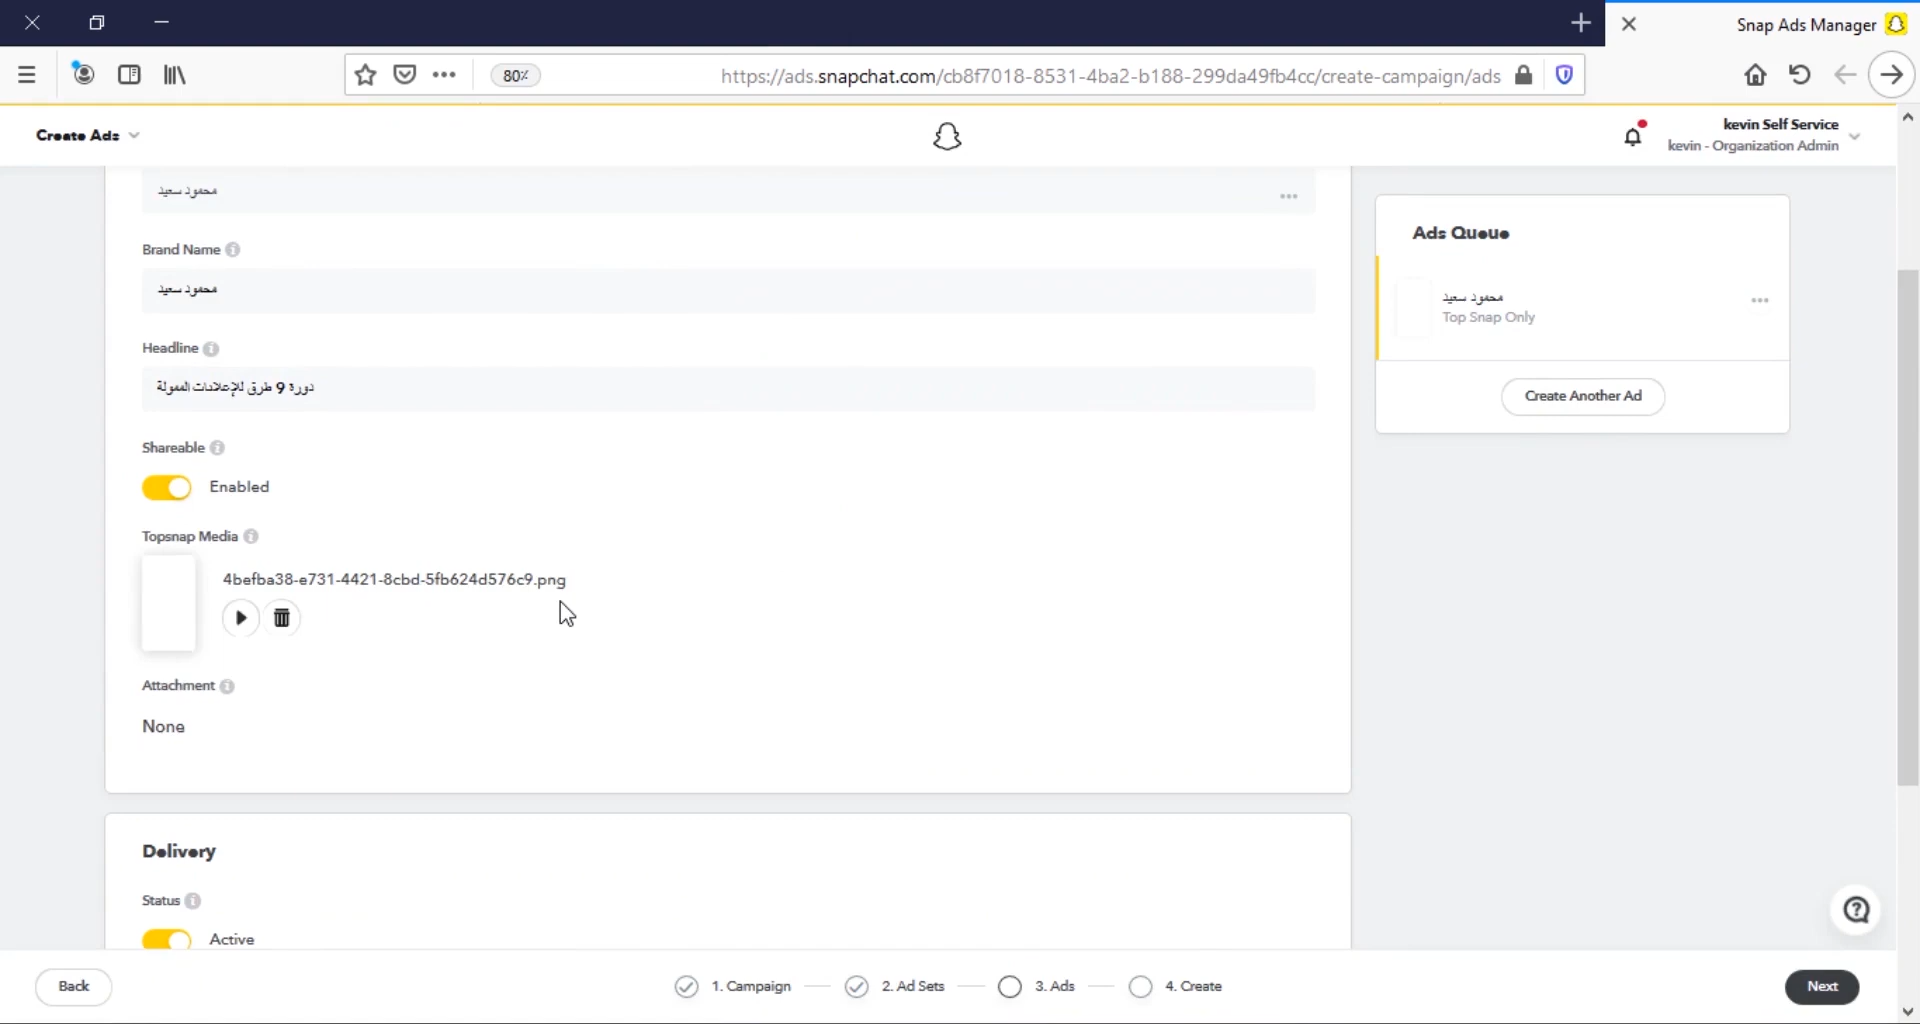 Snap Ads Manager
80%
https://ads.snapchat.com/cb8f7018-8531-4ba2-b188-299da49fb4cc/create-campaign/ads
Create Ads
kevin Self Service
kevin - Organization Admin
محمود سعيد
Brand Name
محمود سعيد
Headline
دورة 9 طرق للإعلانات الممولة
Shareable
Enabled
Topsnap Media
4befba38-e731-4421-8cbd-5fb624d576c9.png
Attachment
None
Delivery
Status
Active
Ads Queue
محمود سعيد
Top Snap Only
Create Another Ad
Back
1. Campaign
2. Ad Sets
3. Ads
4. Create
Next